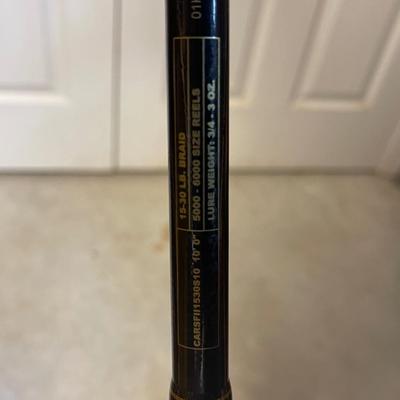 15-30 LB. BRAID
5000 - 6000 SIZE REELS
LURE WEIGHT: 3/4 - 3 OZ.
CARSFII1530S10 10' 0"